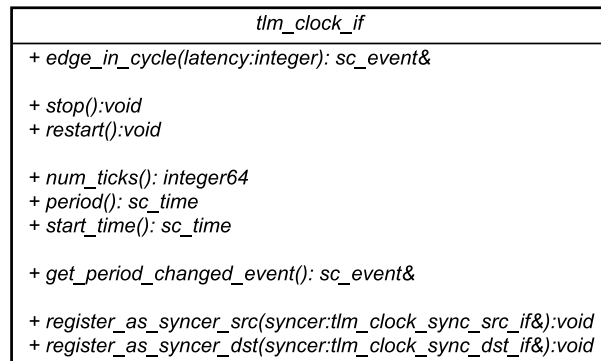 tlm_clock_if
+ edge_in_cycle(latency:integer): sc_event&
+ stop():void
+ restart():void
+ num_ticks(): integer64
+ period(): sc_time
+ start_time(): sc_time
+ get_period_changed_event(): sc_event&
+ register_as_syncer_src(syncer:tlm_clock_sync_src_if&):void
+ register_as_syncer_dst(syncer:tlm_clock_sync_dst_if&):void